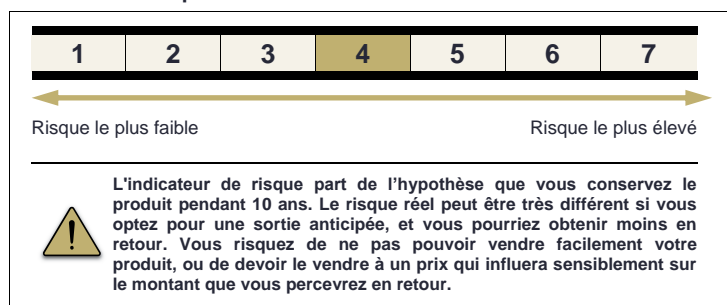 1 2 3 4 5 6 7
Risque le plus faible Risque le plus élevé
L'indicateur de risque part de l’hypothèse que vous conservez le
produit pendant 10 ans. Le risque réel peut être très différent si vous
optez pour une sortie anticipée, et vous pourriez obtenir moins en
retour. Vous risquez de ne pas pouvoir vendre facilement votre
produit, ou de devoir le vendre à un prix qui influera sensiblement sur
le montant que vous percevrez en retour.